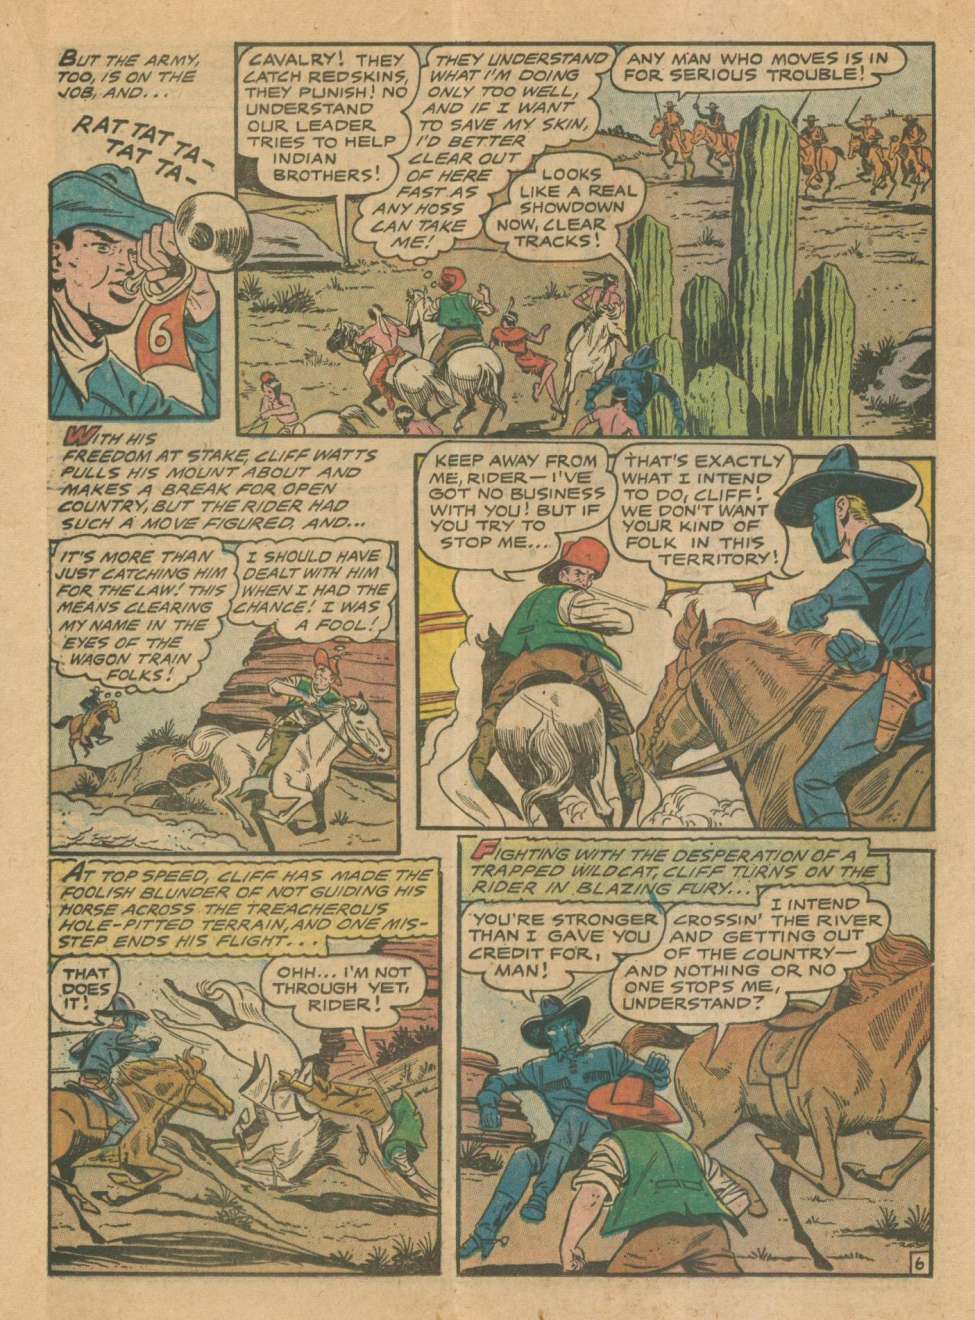 BUT THE ARMY,
TOO, IS ON THE
JOB, AND...
RAT TAT TA-
TAT TA-
6
CAVALRY! THEY
CATCH REDSKINS,
THEY PUNISH! NO
UNDERSTAND
OUR LEADER
TRIES TO HELP
INDIAN
BROTHERS!
THEY UNDERSTAND
WHAT I'M DOING
ONLY TOO WELL,
AND IF I WANT
TO SAVE MY SKIN,
I'D BETTER
CLEAR OUT
OF HERE
FAST AS
ANY HOSS
CAN TAKE
ME!
LOOKS
LIKE A REAL
SHOWDOWN
NOW, CLEAR
TRACKS!
ANY MAN WHO MOVES IS IN
FOR SERIOUS TROUBLE!
WITH HIS
FREEDOM AT STAKE, CLIFF WATTS
PULLS HIS MOUNT ABOUT AND
MAKES A BREAK FOR OPEN
COUNTRY, BUT THE RIDER HAD
SUCH A MOVE FIGURED, AND...
IT'S MORE THAN
JUST CATCHING HIM
FOR THE LAW! THIS
MEANS CLEARING
MY NAME IN THE
EYES OF THE
WAGON TRAIN
FOLKS!
I SHOULD HAVE
DEALT WITH HIM
WHEN I HAD THE
CHANCE! I WAS
A FOOL!
KEEP AWAY FROM
ME, RIDER—I'VE
GOT NO BUSINESS
WITH YOU! BUT IF
YOU TRY TO
STOP ME...
THAT'S EXACTLY
WHAT I INTEND
TO DO, CLIFF!
WE DON'T WANT
YOUR KIND OF
FOLK IN THIS
TERRITORY!
AT TOP SPEED, CLIFF HAS MADE THE
FOOLISH BLUNDER OF NOT GUIDING HIS
HORSE ACROSS THE TREACHEROUS
HOLE-PITTED TERRAIN, AND ONE MIS-
STEP ENDS HIS FLIGHT...
THAT
DOES
IT!
OHH... I'M NOT
THROUGH YET,
RIDER!
FIGHTING WITH THE DESPERATION OF A
TRAPPED WILDCAT, CLIFF TURNS ON THE
RIDER IN BLAZING FURY...
YOU'RE STRONGER
THAN I GAVE YOU
CREDIT FOR,
MAN!
I INTEND
CROSSIN' THE RIVER
AND GETTING OUT
OF THE COUNTRY—
AND NOTHING OR NO
ONE STOPS ME,
UNDERSTAND?
6